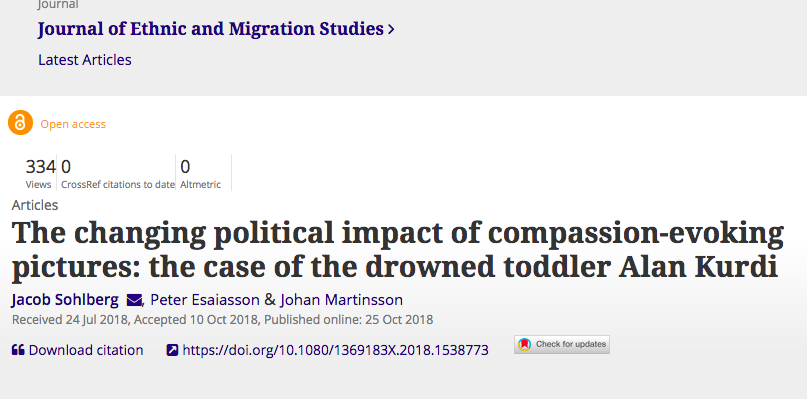 Journal
Journal of Ethnic and Migration Studies >
Latest Articles
Open access
334 0 0
Views CrossRef citations to date Altmetric
Articles
The changing political impact of compassion-evoking
pictures: the case of the drowned toddler Alan Kurdi
Jacob Sohlberg , Peter Esaiasson & Johan Martinsson
Received 24 Jul 2018, Accepted 10 Oct 2018, Published online: 25 Oct 2018
Download citation https://doi.org/10.1080/1369183X.2018.1538773 Check for updates